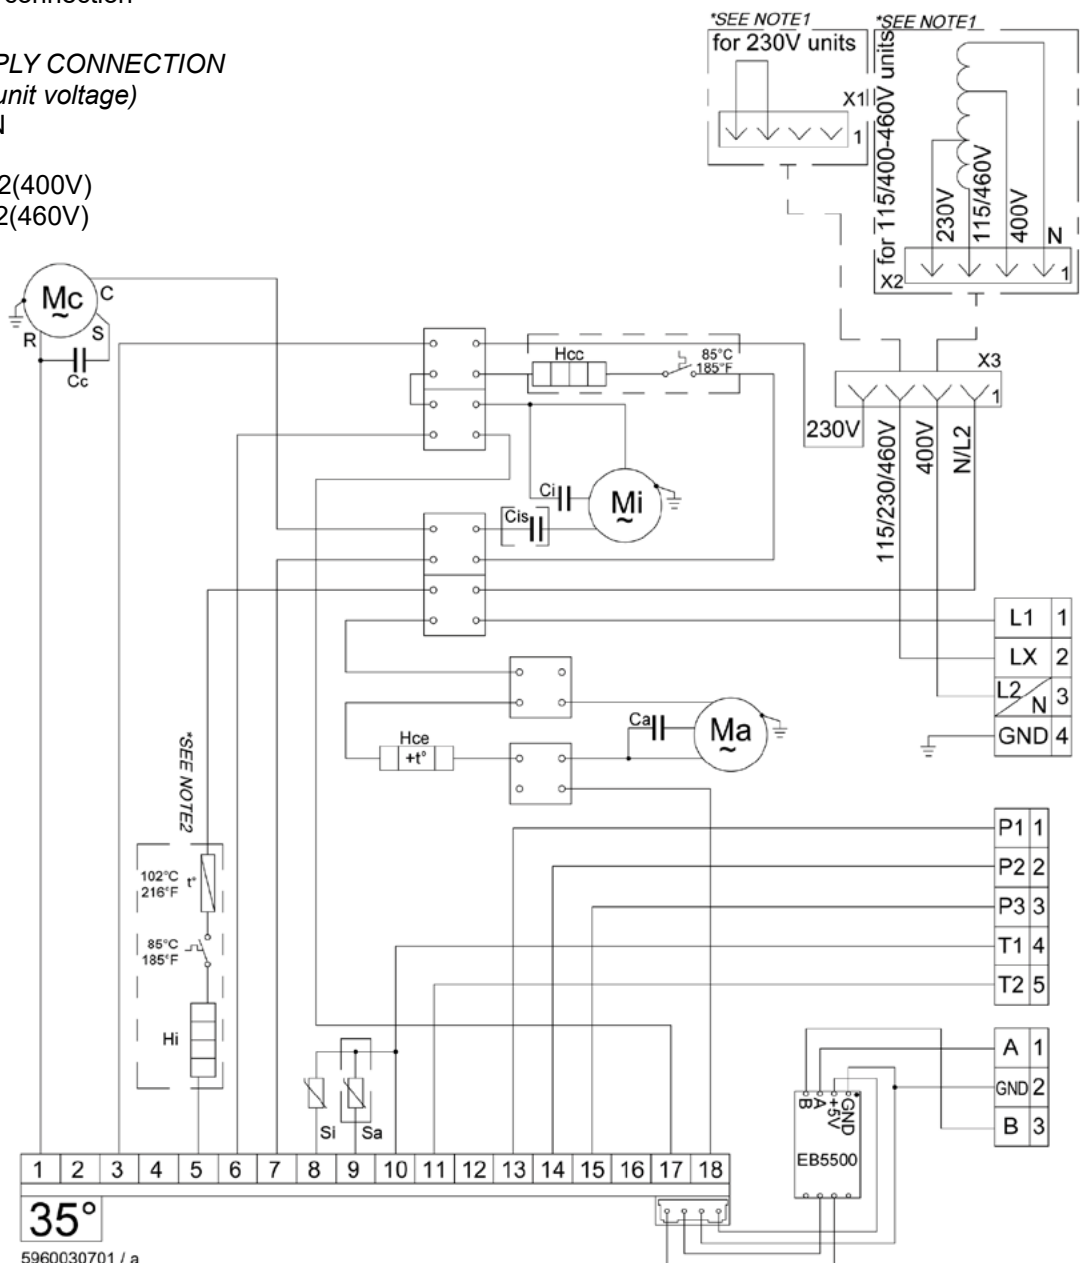 connection
PLY CONNECTION
unit voltage)
N
2(400V)
2(460V)
*SEE NOTE1
for 230V units
X1
1
*SEE NOTE1
for 115/400-460V units
230V
115/460V
400V
N
X2
1
Mc
~
C
R
S
Cc
Hcc
85°C
185°F
X3
1
230V
115/230/460V
400V
N/L2
Ci
Cis
Mi
~
L1 1
LX 2
L2/N 3
GND 4
Ca
Ma
~
Hce
+t°
*SEE NOTE2
102°C
216°F
t°
85°C
185°F
Hi
P1 1
P2 2
P3 3
T1 4
T2 5
A 1
GND 2
B 3
B A +5V GND
EB5500
Si
Sa
1 2 3 4 5 6 7 8 9 10 11 12 13 14 15 16 17 18
35°
5960030701 / a